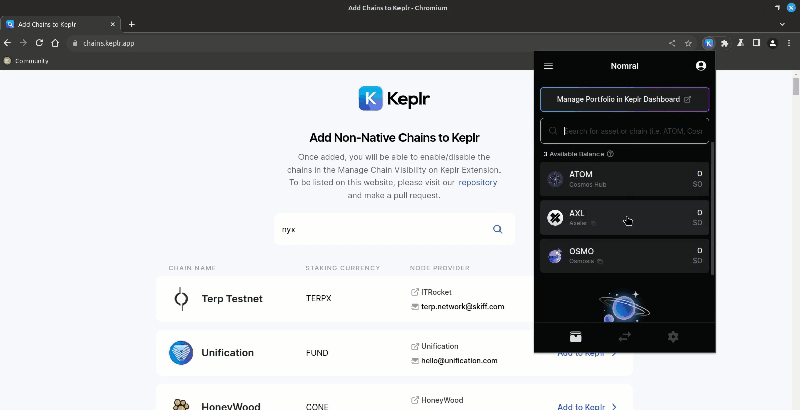 Add Chains to Keplr - Chromium
Add Chains to Keplr
chains.keplr.app
Community
Keplr
Add Non-Native Chains to Keplr
Once added, you will be able to enable/disable
the chains in the Manage Chain Visibility on Keplr Extension.
To be listed on this website, please visit our repository
and make a pull request.
nyx
CHAIN NAME STAKING CURRENCY NODE PROVIDER
Terp Testnet TERPX ITRocket
terp.network@skiff.com
Unification FUND Unification
hello@unification.com
Add to Keplr
HoneyWood CONE HoneyWood
Add to Keplr
Nomral
Manage Portfolio in Keplr Dashboard
Search for asset or chain (i.e. ATOM, Cosr
3 Available Balance
ATOM 0
Cosmos Hub $0
AXL 0
Axelar $0
OSMO 0
Osmosis $0